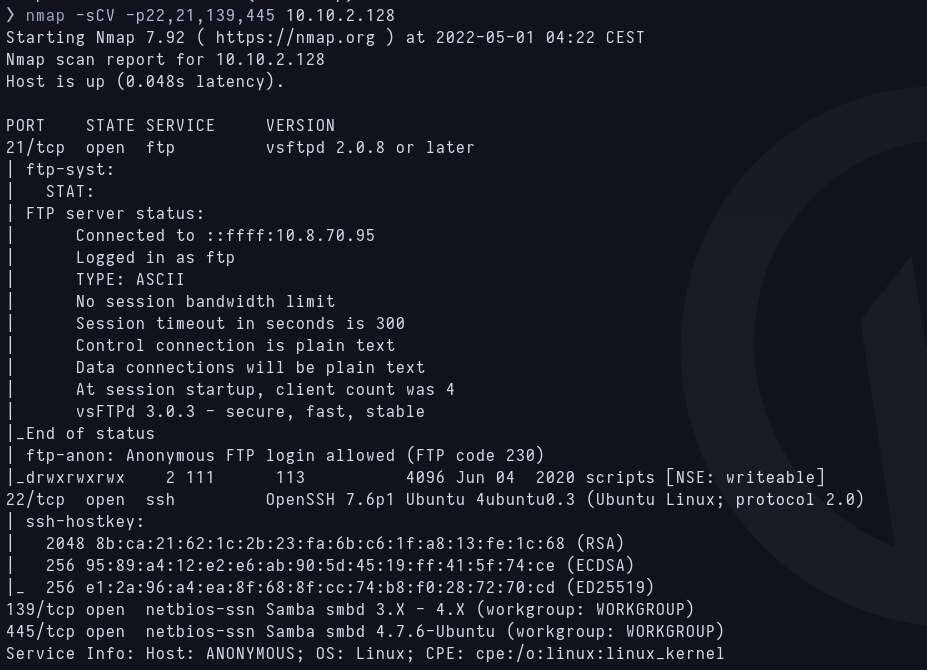 ❯ nmap -sCV -p22,21,139,445 10.10.2.128
Starting Nmap 7.92 ( https://nmap.org ) at 2022-05-01 04:22 CEST
Nmap scan report for 10.10.2.128
Host is up (0.048s latency).

PORT    STATE SERVICE     VERSION
21/tcp  open  ftp         vsftpd 2.0.8 or later
| ftp-syst:
|   STAT:
| FTP server status:
|      Connected to ::ffff:10.8.70.95
|      Logged in as ftp
|      TYPE: ASCII
|      No session bandwidth limit
|      Session timeout in seconds is 300
|      Control connection is plain text
|      Data connections will be plain text
|      At session startup, client count was 4
|      vsFTPd 3.0.3 - secure, fast, stable
|_End of status
| ftp-anon: Anonymous FTP login allowed (FTP code 230)
|_drwxrwxrwx    2 111      113          4096 Jun 04  2020 scripts [NSE: writeable]
22/tcp  open  ssh         OpenSSH 7.6p1 Ubuntu 4ubuntu0.3 (Ubuntu Linux; protocol 2.0)
| ssh-hostkey:
|   2048 8b:ca:21:62:1c:2b:23:fa:6b:c6:1f:a8:13:fe:1c:68 (RSA)
|   256 95:89:a4:12:e2:e6:ab:90:5d:45:19:ff:41:5f:74:ce (ECDSA)
|_  256 e1:2a:96:a4:ea:8f:68:8f:cc:74:b8:f0:28:72:70:cd (ED25519)
139/tcp open  netbios-ssn Samba smbd 3.X - 4.X (workgroup: WORKGROUP)
445/tcp open  netbios-ssn Samba smbd 4.7.6-Ubuntu (workgroup: WORKGROUP)
Service Info: Host: ANONYMOUS; OS: Linux; CPE: cpe:/o:linux:linux_kernel